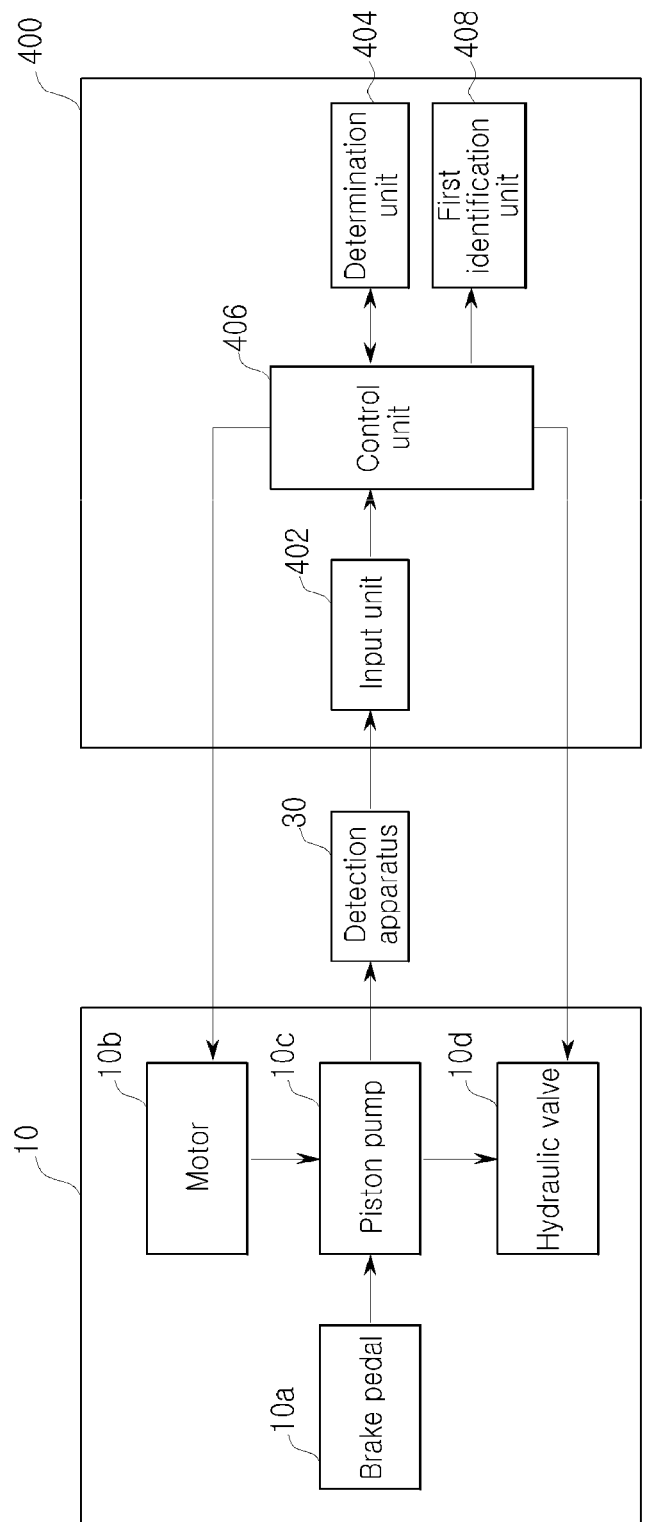 10
10a
Brake pedal
10b
Motor
10c
Piston pump
10d
Hydraulic valve
30
Detection
apparatus
400
402
Input unit
406
Control
unit
404
Determination
unit
408
First
identification
unit